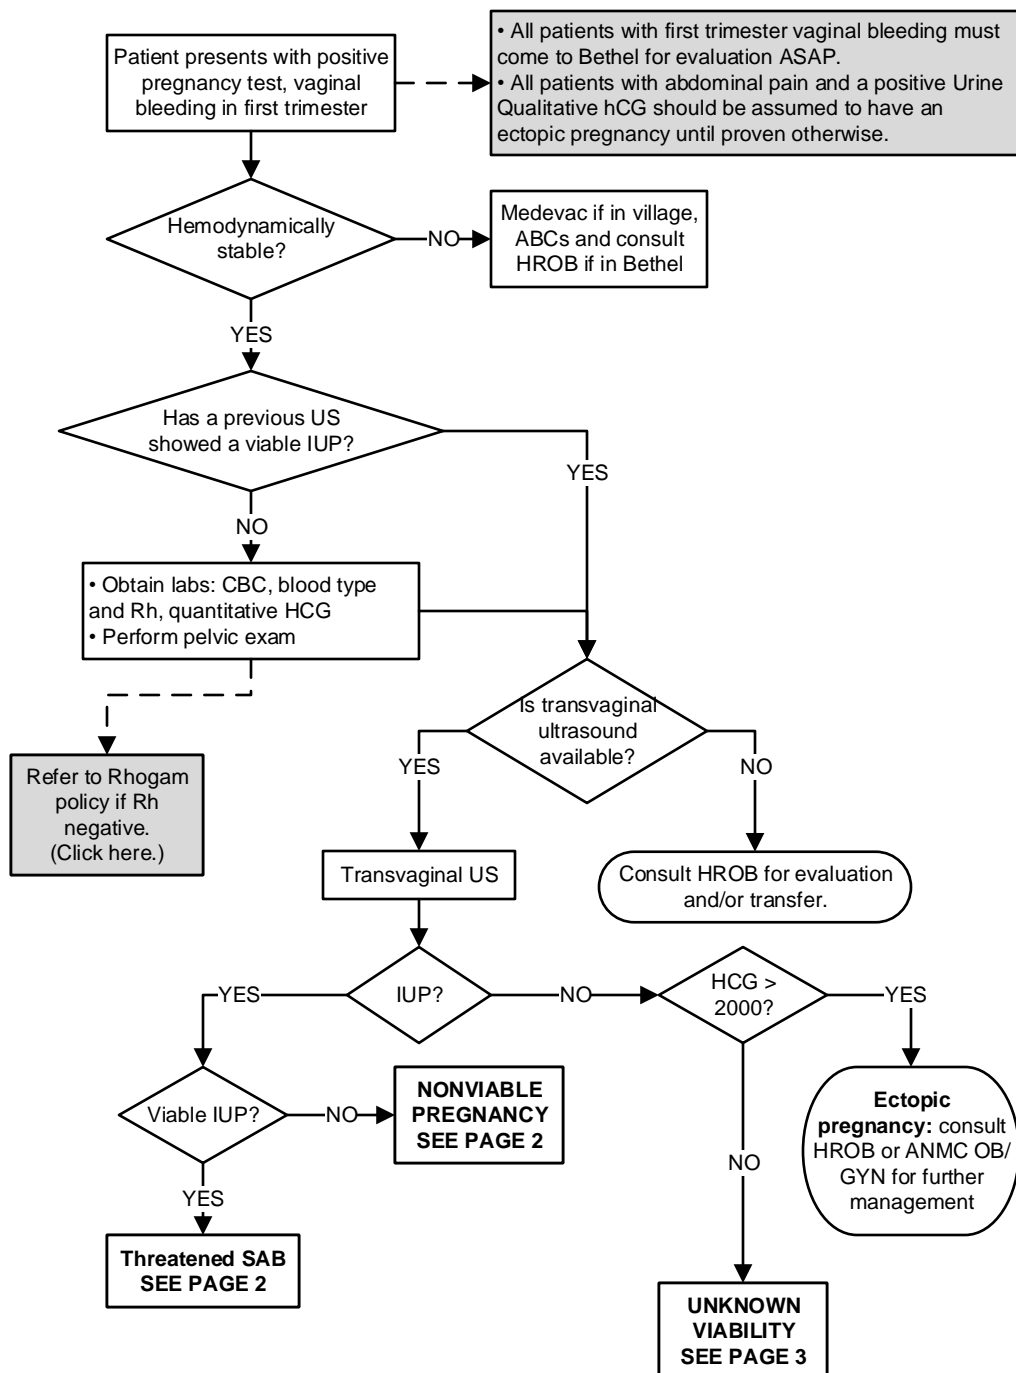 Patient presents with positive
pregnancy test, vaginal
bleeding in first trimester
• All patients with first trimester vaginal bleeding must
come to Bethel for evaluation ASAP.
• All patients with abdominal pain and a positive Urine
Qualitative hCG should be assumed to have an
ectopic pregnancy until proven otherwise.
Hemodynamically
stable?
NO
Medevac if in village,
ABCs and consult
HROB if in Bethel
YES
Has a previous US
showed a viable IUP?
YES
NO
• Obtain labs: CBC, blood type
and Rh, quantitative HCG
• Perform pelvic exam
Refer to Rhogam
policy if Rh
negative.
(Click here.)
Is transvaginal
ultrasound
available?
YES
NO
Transvaginal US
Consult HROB for evaluation
and/or transfer.
IUP?
YES
NO
HCG >
2000?
YES
Viable IUP?
NO
NONVIABLE
PREGNANCY
SEE PAGE 2
Ectopic
pregnancy: consult
HROB or ANMC OB/
GYN for further
management
NO
YES
Threatened SAB
SEE PAGE 2
UNKNOWN
VIABILITY
SEE PAGE 3